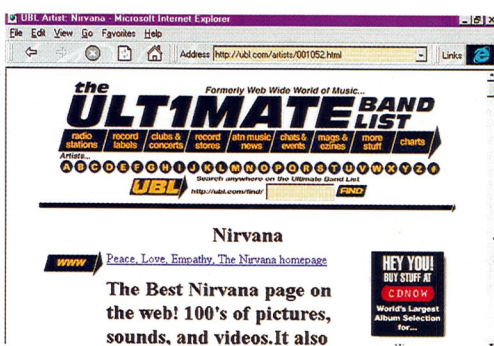 UBL Artist: Nirvana - Microsoft Internet Explorer
File Edit View Go Favorites Help
Address http://ubl.com/artists/001052.html Links
Formerly Web Wide World of Music...
the ULT1MATE BAND LIST
radio stations record labels clubs & concerts record stores atn music news chats & events mags & ezines more stuff charts
Artists...
A B C D E F G H I J K L M N O P Q R S T U V W X Y Z #
Search anywhere on the Ultimate Band List
UBL http://ubl.com/find/ FIND
Nirvana
WWW Peace, Love, Empathy, The Nirvana homepage
The Best Nirvana page on
the web! 100's of pictures,
sounds, and videos.It also
HEY YOU!
BUY STUFF AT
CDNOW
World's Largest
Album Selection
for...